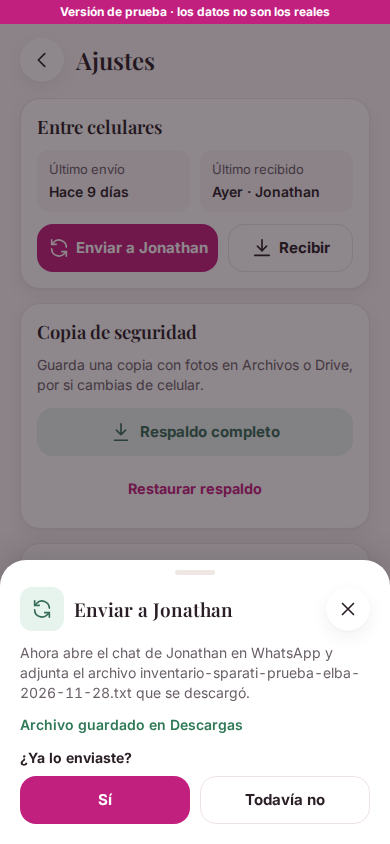 Versión de prueba · los datos no son los reales
Ajustes
Entre celulares
Último envío
Hace 9 días
Último recibido
Ayer · Jonathan
Enviar a Jonathan
Recibir
Copia de seguridad
Guarda una copia con fotos en Archivos o Drive,
por si cambias de celular.
Respaldo completo
Restaurar respaldo
Enviar a Jonathan
Ahora abre el chat de Jonathan en WhatsApp y
adjunta el archivo inventario-sparati-prueba-elba-
2026-11-28.txt que se descargó.
Archivo guardado en Descargas
¿Ya lo enviaste?
Sí
Todavía no